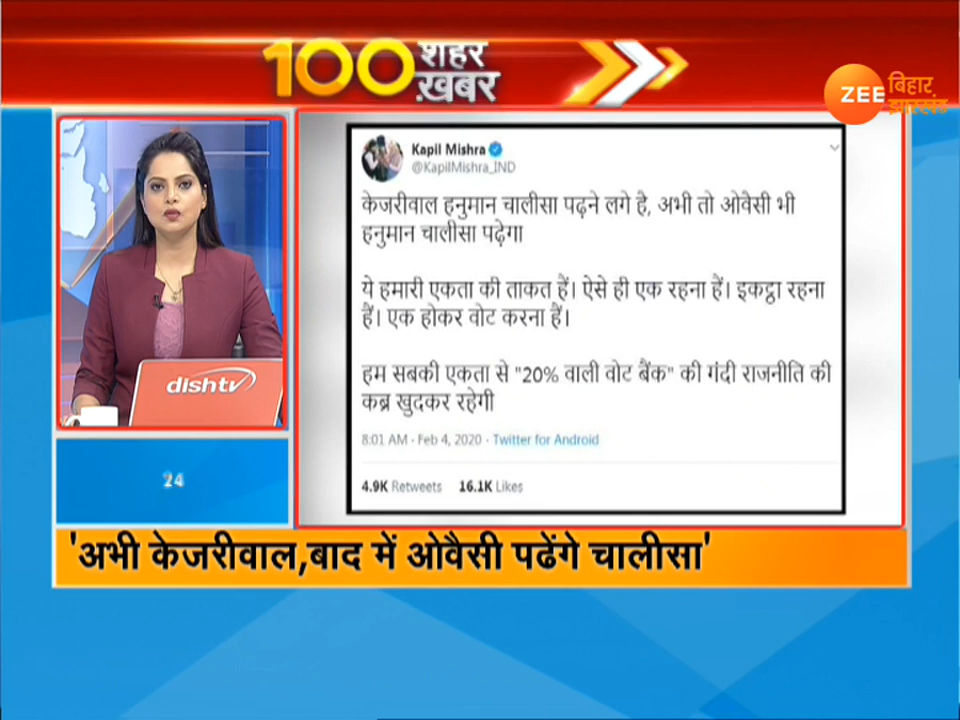 100 शहर
ख़बर
ZEE बिहार
झारखंड
Kapil Mishra
@KapilMishra_IND
केजरीवाल हनुमान चालीसा पढ़ने लगे है, अभी तो ओवैसी भी
हनुमान चालीसा पढ़ेगा
ये हमारी एकता की ताकत हैं। ऐसे ही एक रहना हैं। इकट्ठा रहना
हैं। एक होकर वोट करना हैं।
हम सबकी एकता से "20% वाली वोट बैंक" की गंदी राजनीति की
कब्र खुदकर रहेगी
8:01 AM · Feb 4, 2020 · Twitter for Android
4.9K Retweets 16.1K Likes
dishtv
24
'अभी केजरीवाल,बाद में ओवैसी पढेंगे चालीसा'